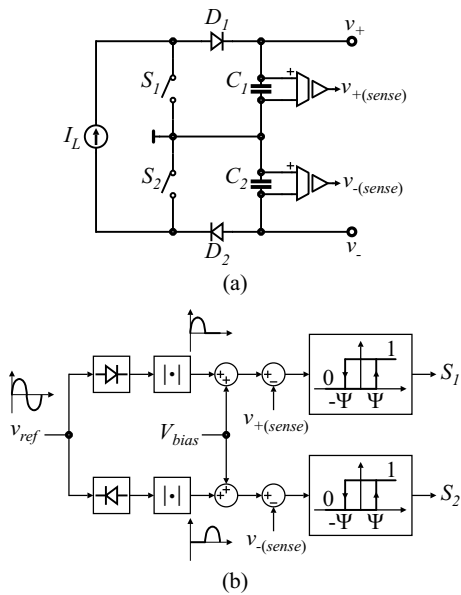 D1
v+
S1
C1
+
v+(sense)
IL
S2
C2
+
v-(sense)
D2
v-
(a)
|•|
+
+
+
−
0
1
-Ψ
Ψ
S1
vref
Vbias
v+(sense)
|•|
+
+
+
−
0
1
-Ψ
Ψ
S2
v-(sense)
(b)